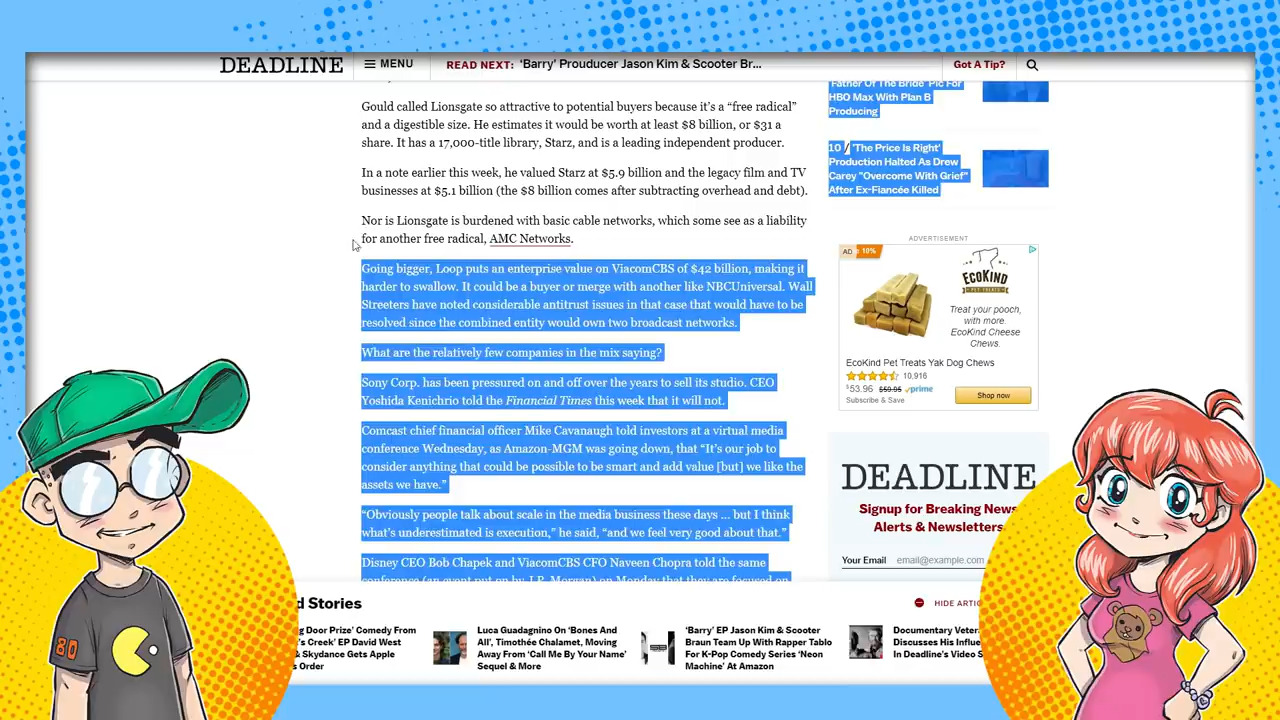 DEADLINE
MENU
READ NEXT: ‘Barry’ Prouducer Jason Kim & Scooter Br...
Got A Tip?
Gould called Lionsgate so attractive to potential buyers because it’s a “free radical”
and a digestible size. He estimates it would be worth at least $8 billion, or $31 a
share. It has a 17,000-title library, Starz, and is a leading independent producer.
In a note earlier this week, he valued Starz at $5.9 billion and the legacy film and TV
businesses at $5.1 billion (the $8 billion comes after subtracting overhead and debt).
Nor is Lionsgate is burdened with basic cable networks, which some see as a liability
for another free radical, AMC Networks.
Going bigger, Loop puts an enterprise value on ViacomCBS of $42 billion, making it
harder to swallow. It could be a buyer or merge with another like NBCUniversal. Wall
Streeters have noted considerable antitrust issues in that case that would have to be
resolved since the combined entity would own two broadcast networks.
What are the relatively few companies in the mix saying?
Sony Corp. has been pressured on and off over the years to sell its studio. CEO
Yoshida Kenichrio told the Financial Times this week that it will not.
Comcast chief financial officer Mike Cavanaugh told investors at a virtual media
conference Wednesday, as Amazon-MGM was going down, that “It’s our job to
consider anything that could be possible to be smart and add value [but] we like the
assets we have.”
“Obviously people talk about scale in the media business these days … but I think
what’s underestimated is execution,” he said, “and we feel very good about that.”
Disney CEO Bob Chapek and ViacomCBS CFO Naveen Chopra told the same
conference (an event put on by J.P. Morgan) on Monday that they are focused on
‘Father Of The Bride’ Pic For
HBO Max With Plan B
Producing
10 / ‘The Price Is Right’
Production Halted As Drew
Carey “Overcome With Grief”
After Ex-Fiancée Killed
ADVERTISEMENT
AD
10%
ECOKIND
PET TREATS
Treat your pooch,
with more.
EcoKind Cheese
Chews.
EcoKind Pet Treats Yak Dog Chews
10,916
$53.96 $59.95 prime
Subscribe & Save
Shop now
DEADLINE
Signup for Breaking News
Alerts & Newsletters
Your Email
email@example.com
d Stories
HIDE ARTIC
g Door Prize’ Comedy From
’s Creek’ EP David West
& Skydance Gets Apple
s Order
Luca Guadagnino On ‘Bones And
All’, Timothée Chalamet, Moving
Away From ‘Call Me By Your Name’
Sequel & More
‘Barry’ EP Jason Kim & Scooter
Braun Team Up With Rapper Tablo
For K-Pop Comedy Series ‘Neon
Machine’ At Amazon
Documentary Veter
Discusses His Influe
In Deadline’s Video S
80